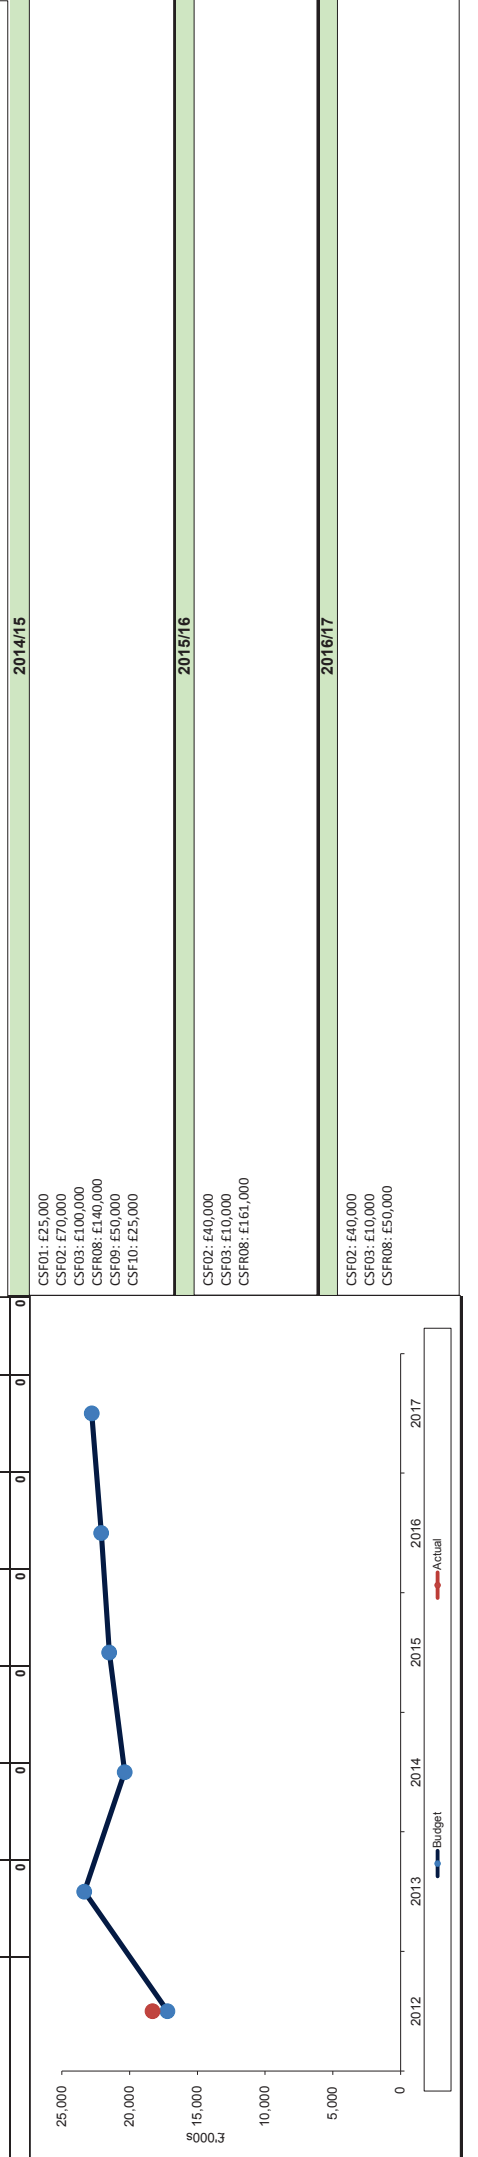 0 0 0 0 0 0 0
25,000
20,000
15,000
10,000
5,000
0
£'000s
2012 2013 2014 2015 2016 2017
Budget Actual
2014/15
CSF01: £25,000
CSF02: £70,000
CSF03: £100,000
CSFR08: £140,000
CSF09: £50,000
CSF10: £25,000
2015/16
CSF02: £40,000
CSF03: £10,000
CSFR08: £161,000
2016/17
CSF02: £40,000
CSF03: £10,000
CSFR08: £50,000